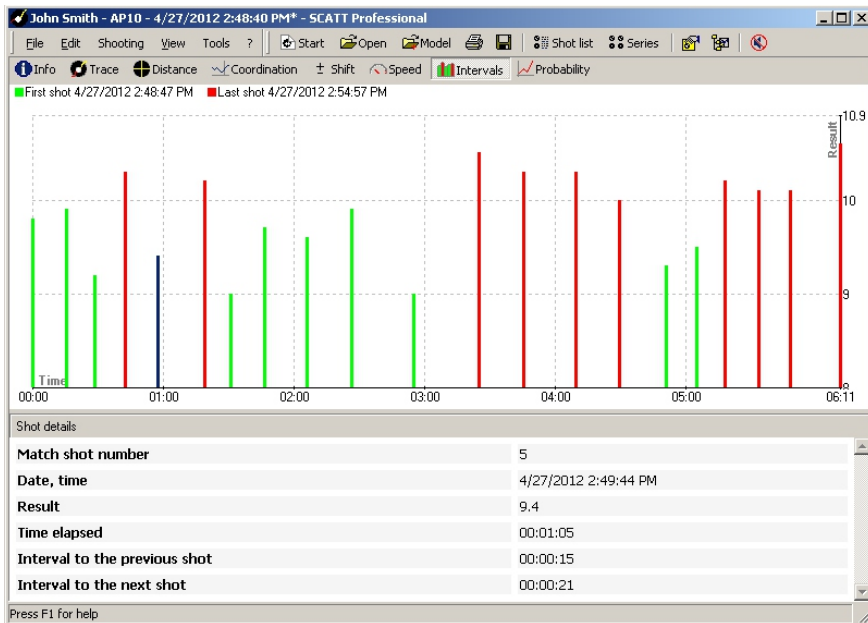 John Smith - AP10 - 4/27/2012 2:48:40 PM* - SCATT Professional
File Edit Shooting View Tools ? Start Open Model Shot list Series
Info Trace Distance Coordination ± Shift Speed Intervals Probability
First shot 4/27/2012 2:48:47 PM Last shot 4/27/2012 2:54:57 PM
10.9
Result
10
9
8
Time
00:00 01:00 02:00 03:00 04:00 05:00 06:11
Shot details
Match shot number 5
Date, time 4/27/2012 2:49:44 PM
Result 9.4
Time elapsed 00:01:05
Interval to the previous shot 00:00:15
Interval to the next shot 00:00:21
Press F1 for help